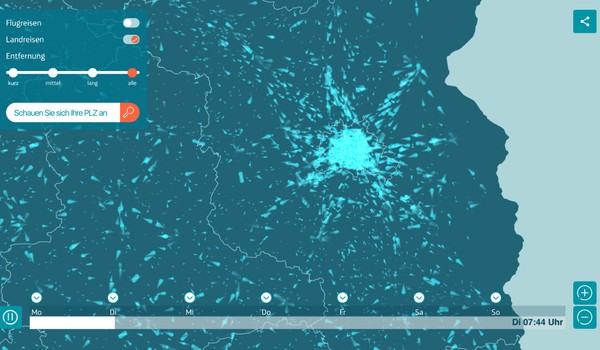 Flugreisen
Landreisen
Entfernung
kurz mittel lang alle
Schauen Sie sich Ihre PLZ an
Mo Di Mi Do Fr Sa So
Di 07:44 Uhr